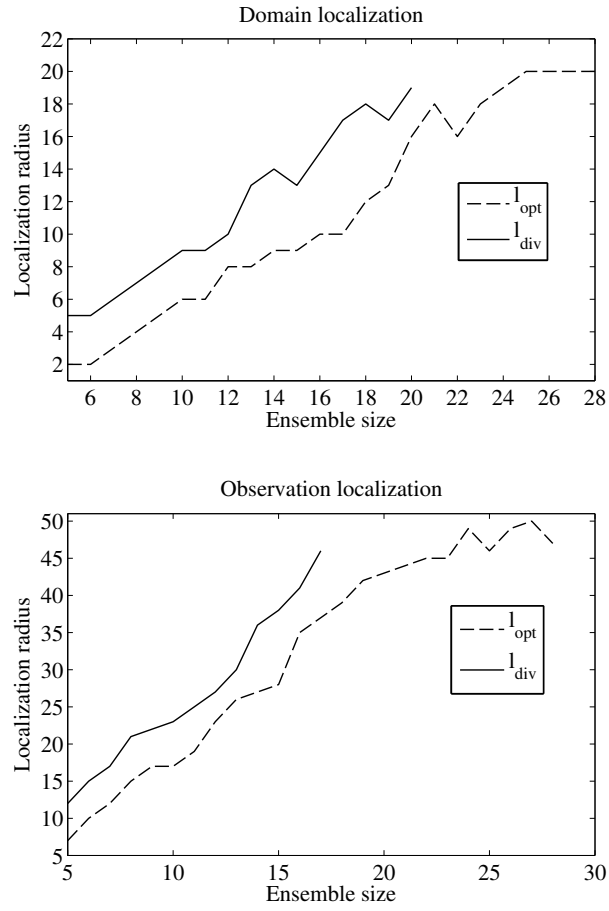 Domain localization
22
20
18
16
14
12
10
8
6
4
2
Localization radius
l_opt
l_div
6 8 10 12 14 16 18 20 22 24 26 28
Ensemble size
Observation localization
50
45
40
35
30
25
20
15
10
5
Localization radius
l_opt
l_div
5 10 15 20 25 30
Ensemble size